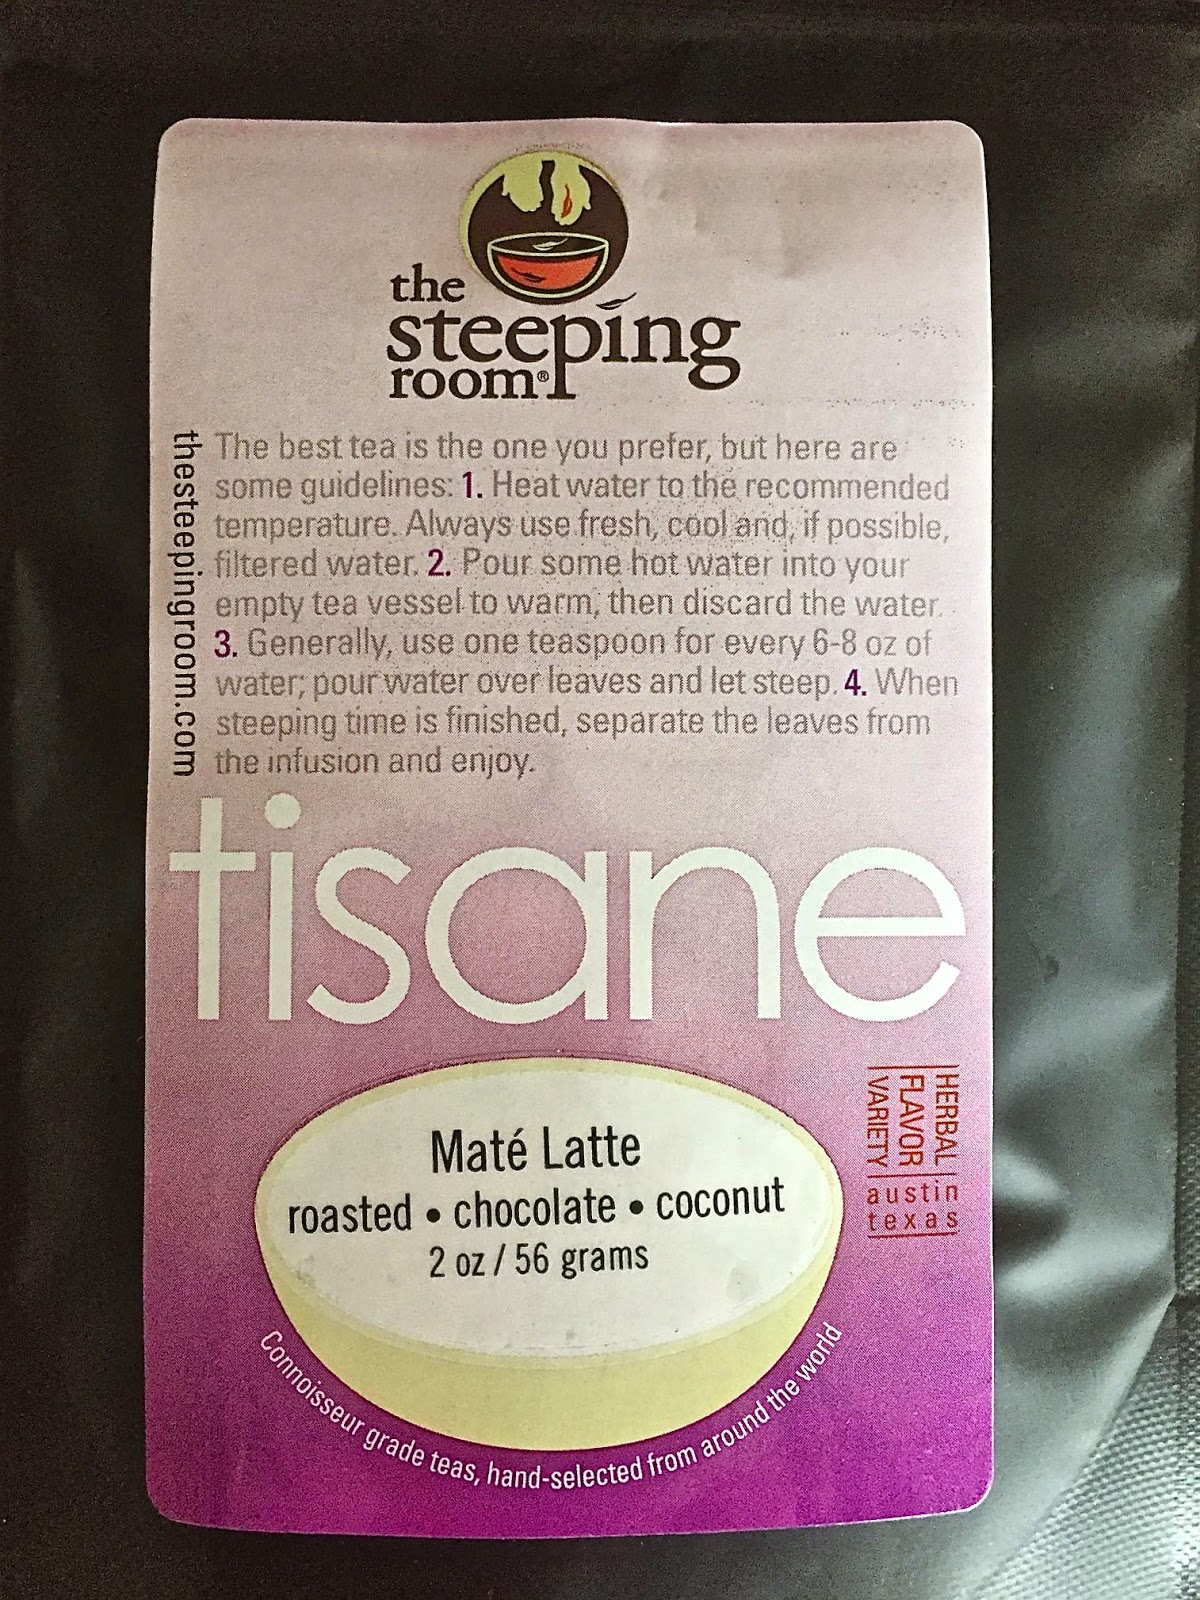 the
steeping
room®
thesteepingroom.com
The best tea is the one you prefer, but here are
some guidelines: 1. Heat water to the recommended
temperature. Always use fresh, cool and, if possible,
filtered water. 2. Pour some hot water into your
empty tea vessel to warm, then discard the water.
3. Generally, use one teaspoon for every 6-8 oz of
water; pour water over leaves and let steep. 4. When
steeping time is finished, separate the leaves from
the infusion and enjoy.
tisane
HERBAL
FLAVOR
VARIETY
austin
texas
Maté Latte
roasted • chocolate • coconut
2 oz / 56 grams
Connoisseur grade teas, hand-selected from around the world